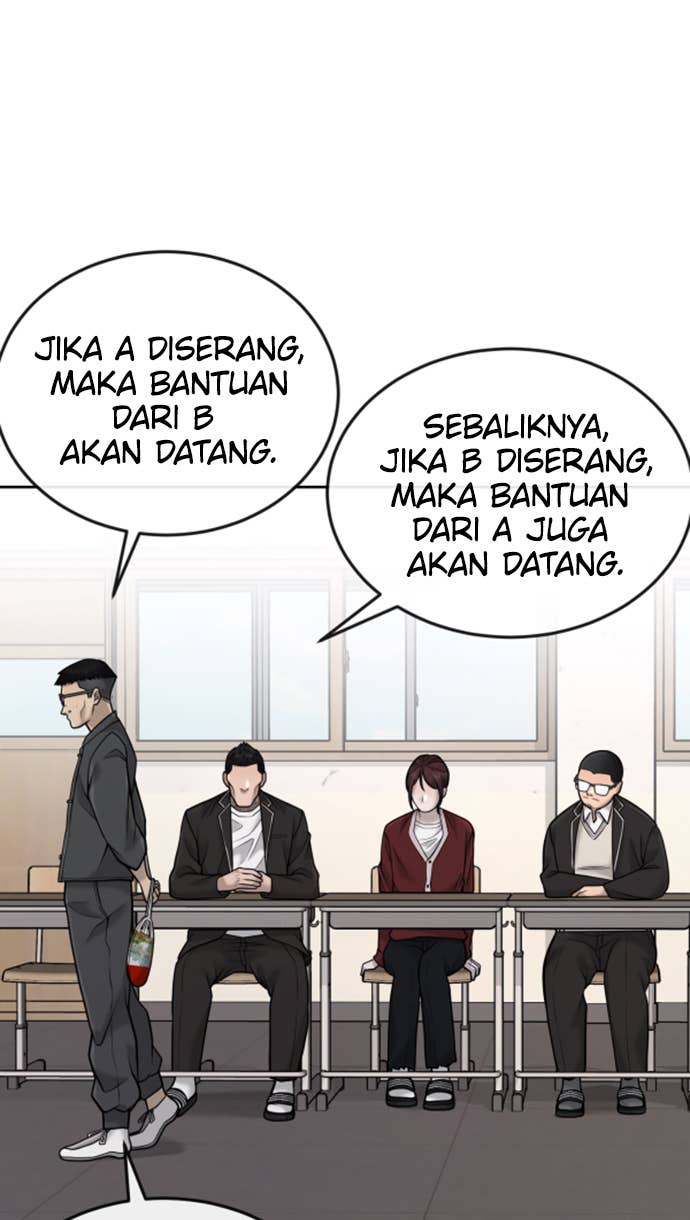 JIKA A DISERANG,
MAKA BANTUAN
DARI B
AKAN DATANG.
SEBALIKNYA,
JIKA B DISERANG,
MAKA BANTUAN
DARI A JUGA
AKAN DATANG.